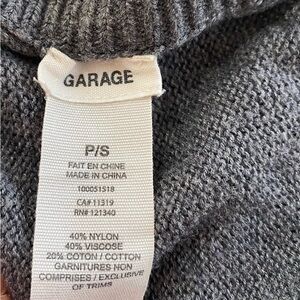 GARAGE
P/S
FAIT EN CHINE
MADE IN CHINA
100051518
CA# 11319
RN# 121340
40% NYLON
40% VISCOSE
20% COTON / COTTON
GARNITURES NON
COMPRISES / EXCLUSIVE
OF TRIMS